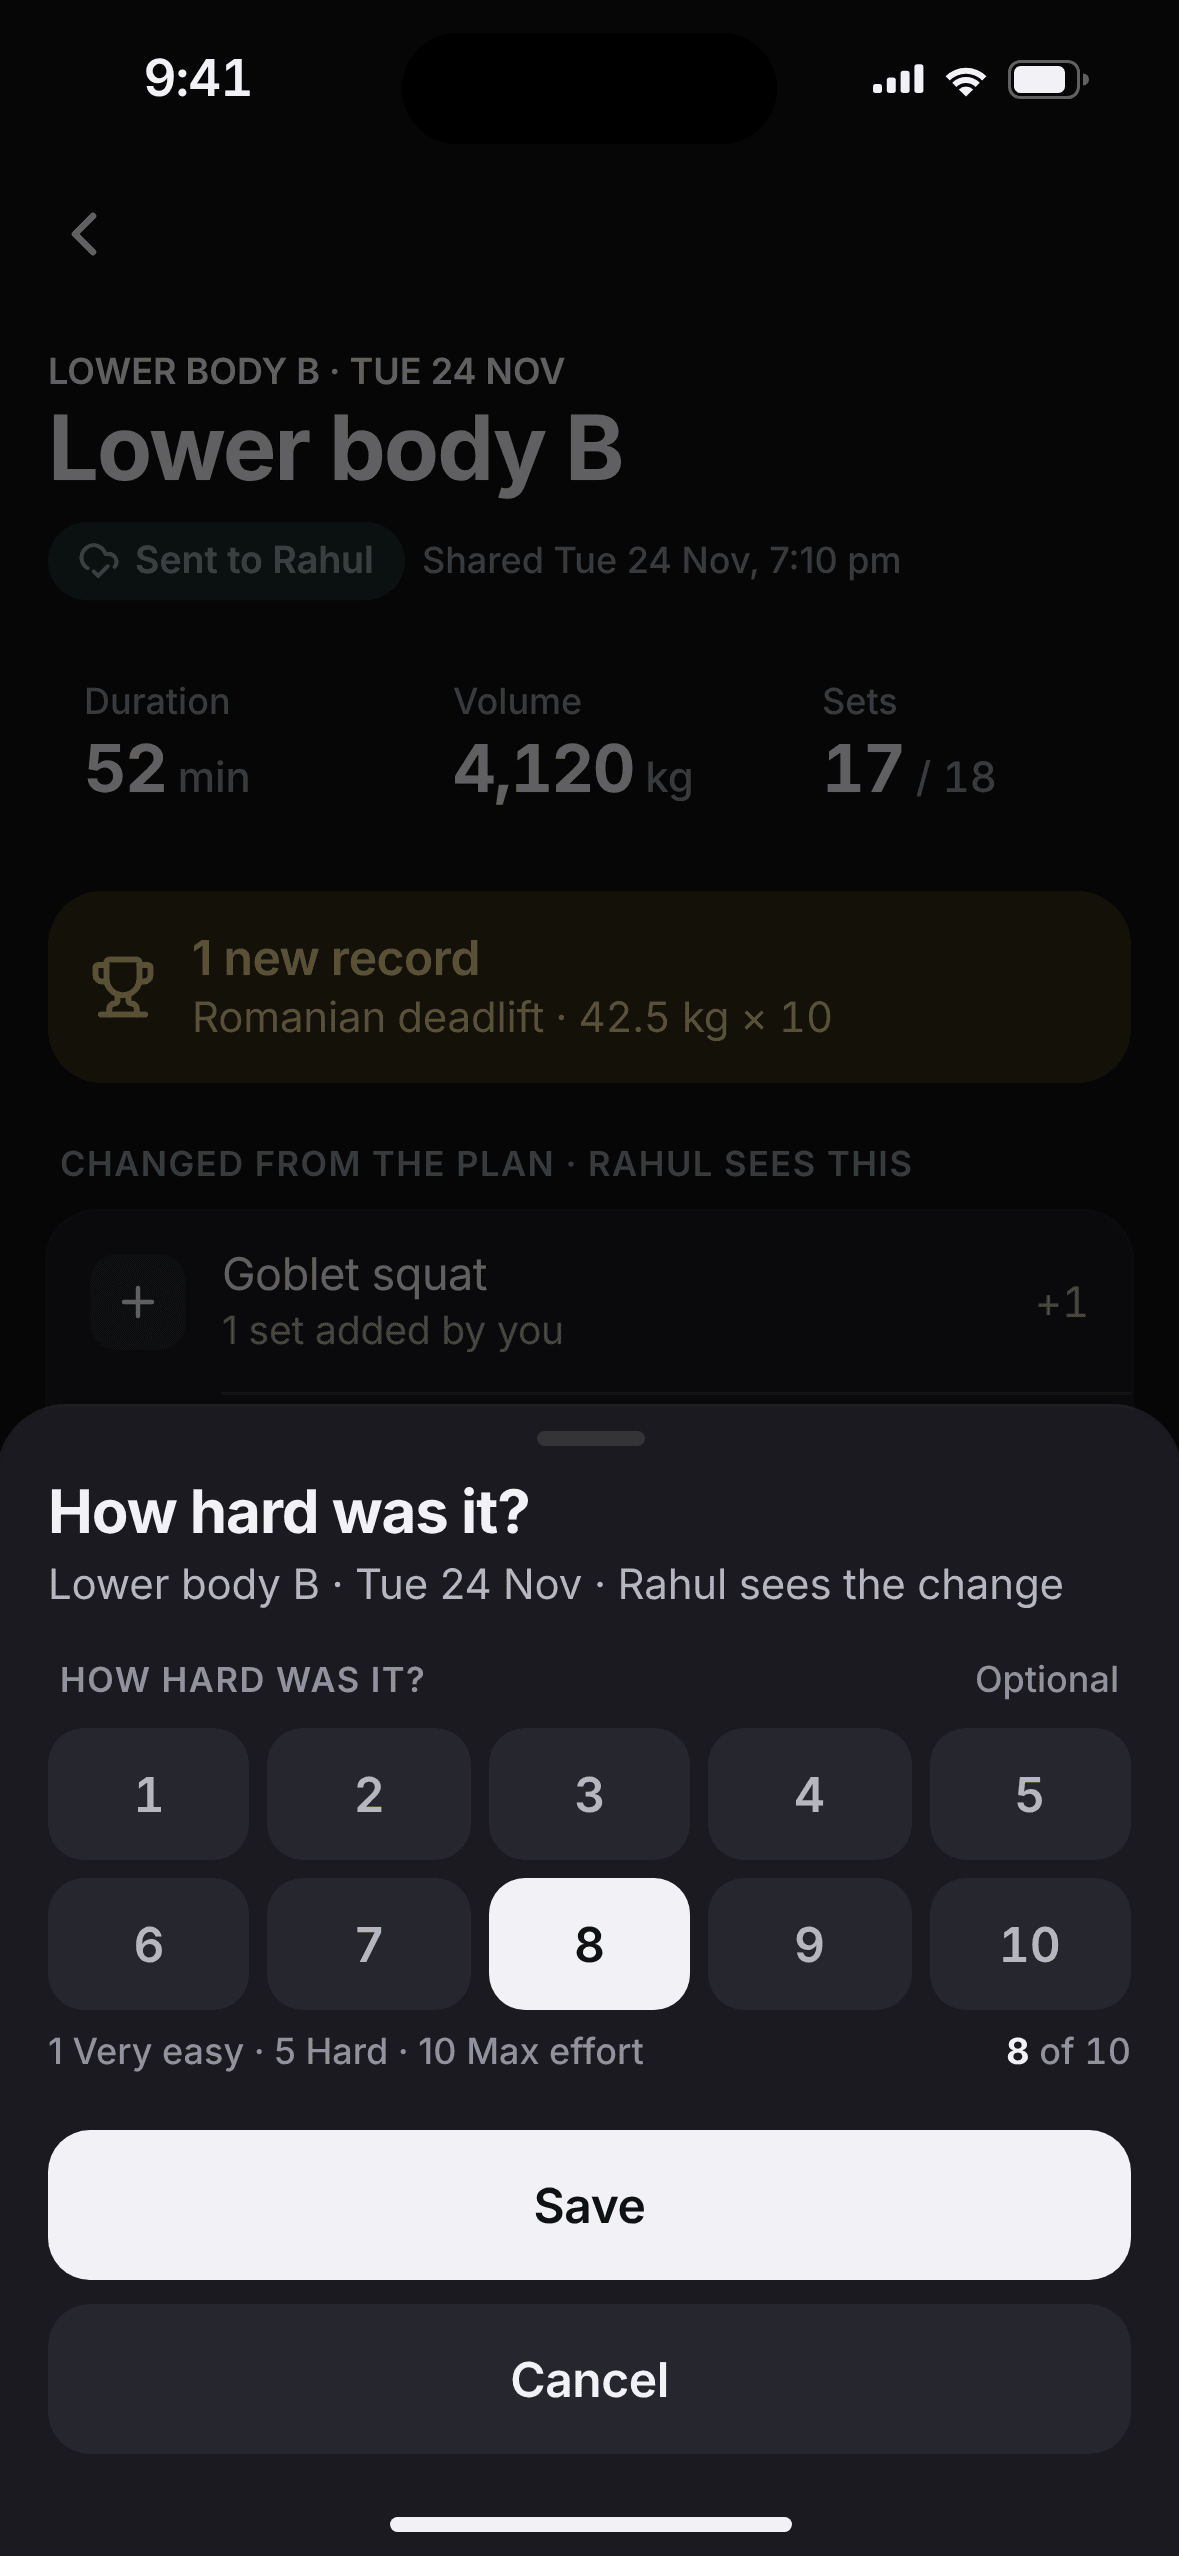 9:41
LOWER BODY B · TUE 24 NOV
Lower body B
Sent to Rahul Shared Tue 24 Nov, 7:10 pm
Duration Volume Sets
52 min 4,120 kg 17 / 18
1 new record
Romanian deadlift · 42.5 kg × 10
CHANGED FROM THE PLAN · RAHUL SEES THIS
Goblet squat
1 set added by you
+1
How hard was it?
Lower body B · Tue 24 Nov · Rahul sees the change
HOW HARD WAS IT? Optional
1 2 3 4 5
6 7 8 9 10
1 Very easy · 5 Hard · 10 Max effort 8 of 10
Save
Cancel